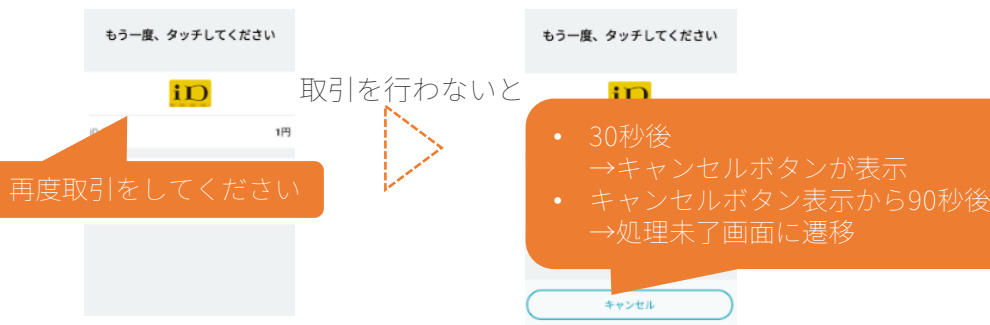 もう一度、タッチしてください
iD
1円
再度取引をしてください
取引を行わないと
もう一度、タッチしてください
iD
• 30秒後
→キャンセルボタンが表示
• キャンセルボタン表示から90秒後
→処理未了画面に遷移
キャンセル